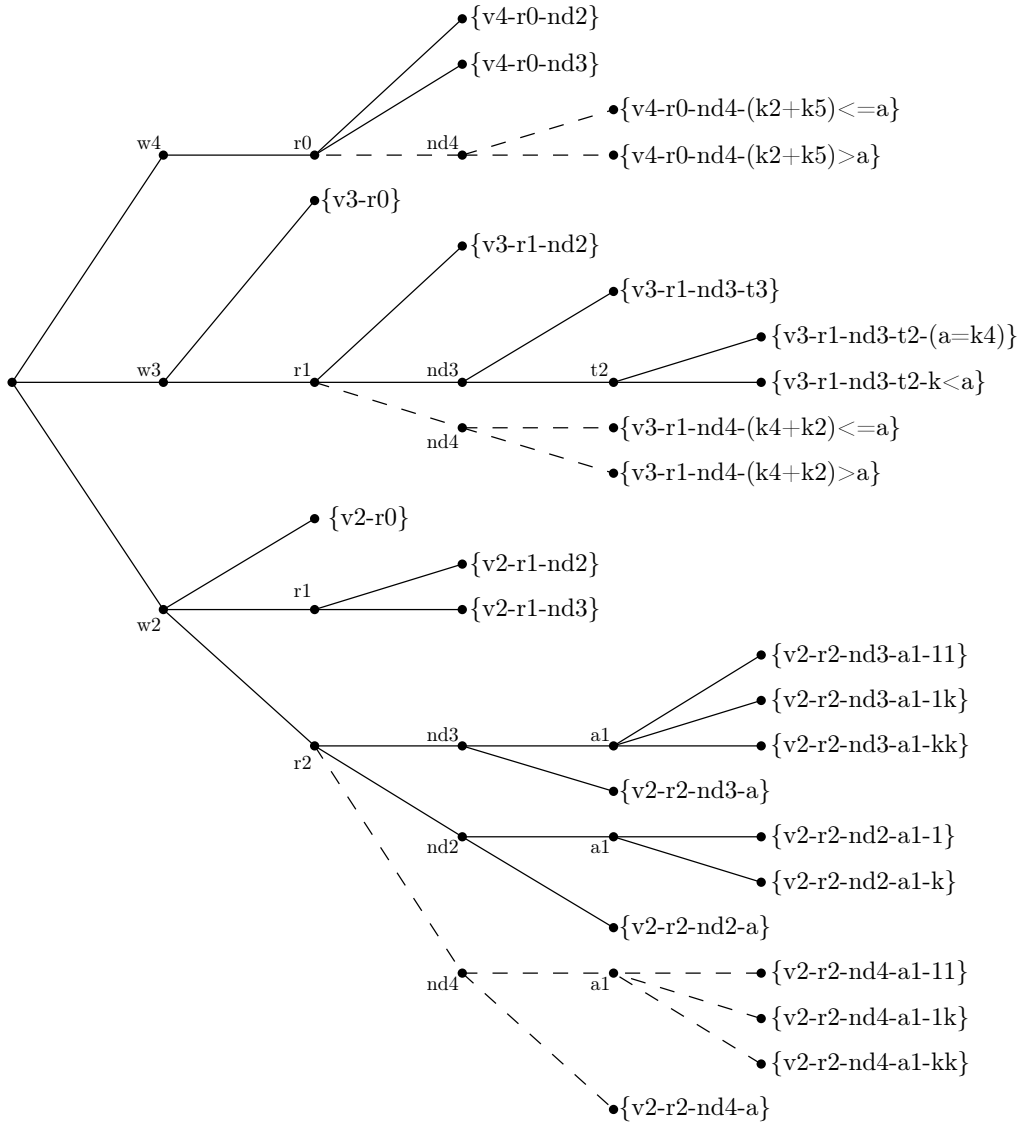 {v4-r0-nd2}
{v4-r0-nd3}
{v4-r0-nd4-(k2+k5)<=a}
w4
r0
nd4
{v4-r0-nd4-(k2+k5)>a}
{v3-r0}
{v3-r1-nd2}
{v3-r1-nd3-t3}
{v3-r1-nd3-t2-(a=k4)}
w3
r1
nd3
t2
{v3-r1-nd3-t2-k<a}
nd4
{v3-r1-nd4-(k4+k2)<=a}
{v3-r1-nd4-(k4+k2)>a}
{v2-r0}
{v2-r1-nd2}
w2
r1
{v2-r1-nd3}
{v2-r2-nd3-a1-11}
{v2-r2-nd3-a1-1k}
r2
nd3
a1
{v2-r2-nd3-a1-kk}
{v2-r2-nd3-a}
nd2
a1
{v2-r2-nd2-a1-1}
{v2-r2-nd2-a1-k}
{v2-r2-nd2-a}
nd4
a1
{v2-r2-nd4-a1-11}
{v2-r2-nd4-a1-1k}
{v2-r2-nd4-a1-kk}
{v2-r2-nd4-a}